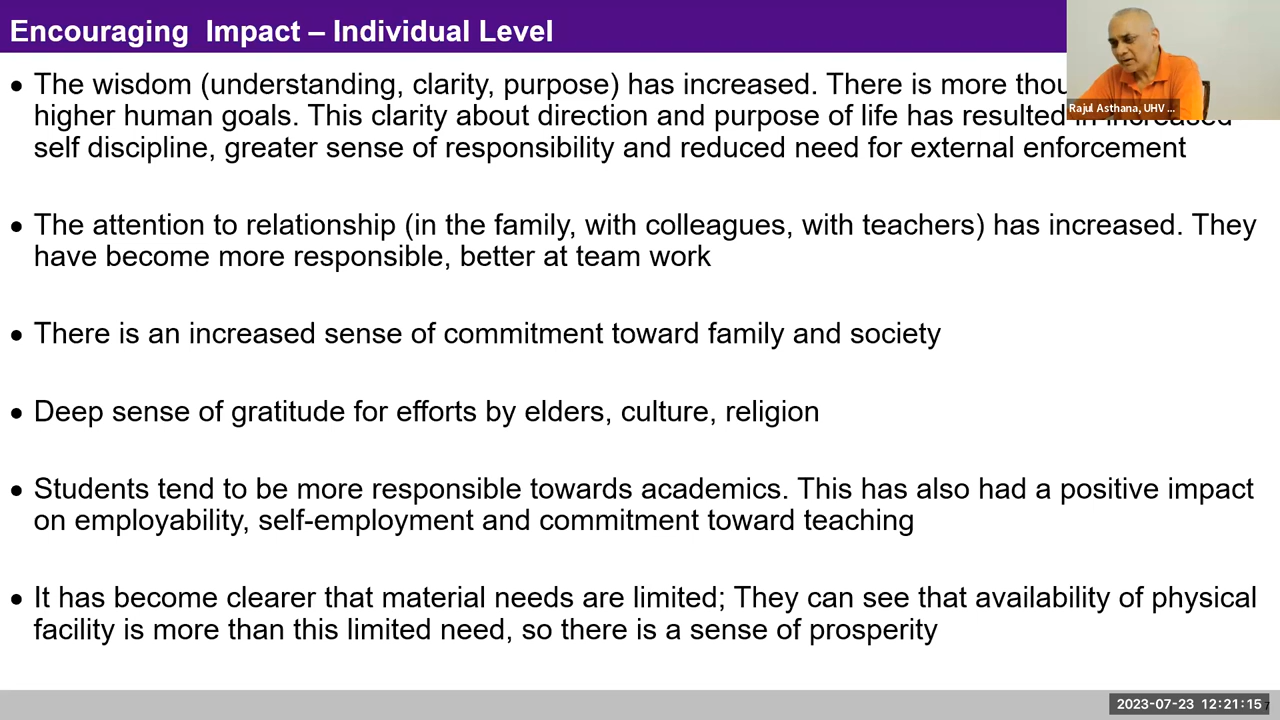 Encouraging Impact – Individual Level
• The wisdom (understanding, clarity, purpose) has increased. There is more
higher human goals. This clarity about direction and purpose of life has resulted in increased
self discipline, greater sense of responsibility and reduced need for external enforcement
• The attention to relationship (in the family, with colleagues, with teachers) has increased. They
have become more responsible, better at team work
• There is an increased sense of commitment toward family and society
• Deep sense of gratitude for efforts by elders, culture, religion
• Students tend to be more responsible towards academics. This has also had a positive impact
on employability, self-employment and commitment toward teaching
• It has become clearer that material needs are limited; They can see that availability of physical
facility is more than this limited need, so there is a sense of prosperity
Rajul Asthana, UHV ...
2023-07-23 12:21:15
7